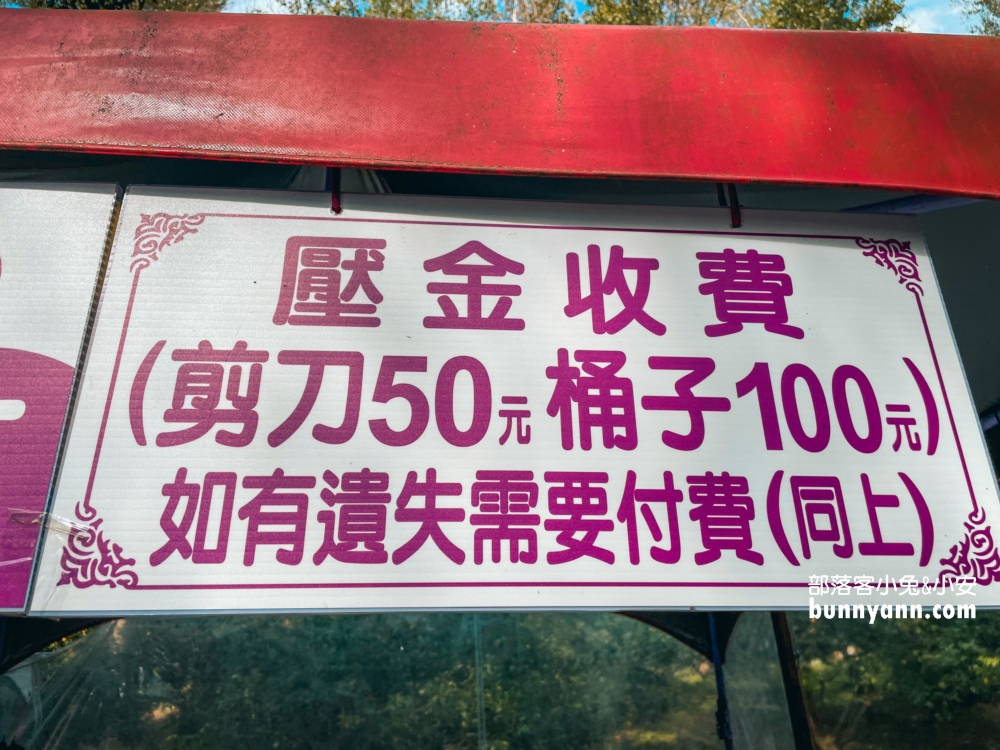 壓金收費
(剪刀50元 桶子100元)
如有遺失需要付費(同上)
部落客小兔&小安
bunnyann.com